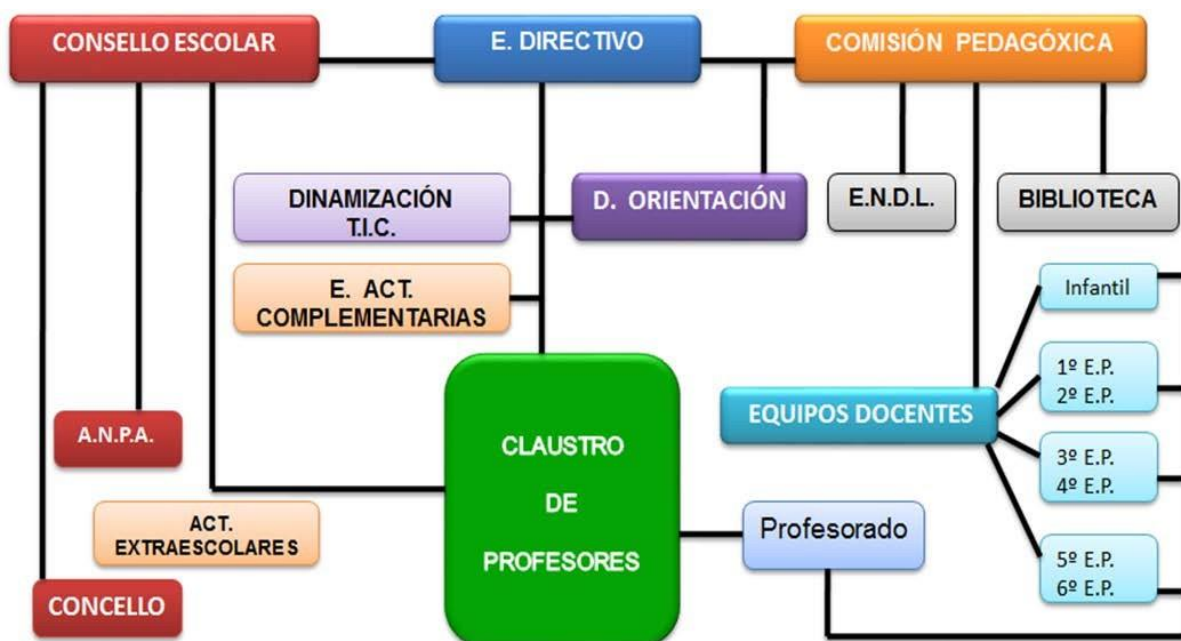 CONSELLO ESCOLAR
E. DIRECTIVO
COMISIÓN PEDAGÓXICA
DINAMIZACIÓN
T.I.C.
D. ORIENTACIÓN
E.N.D.L.
BIBLIOTECA
E. ACT.
COMPLEMENTARIAS
Infantil
1º E.P.
2º E.P.
EQUIPOS DOCENTES
A.N.P.A.
3º E.P.
4º E.P.
CLAUSTRO
DE
PROFESORES
ACT.
EXTRAESCOLARES
Profesorado
5º E.P.
6º E.P.
CONCELLO